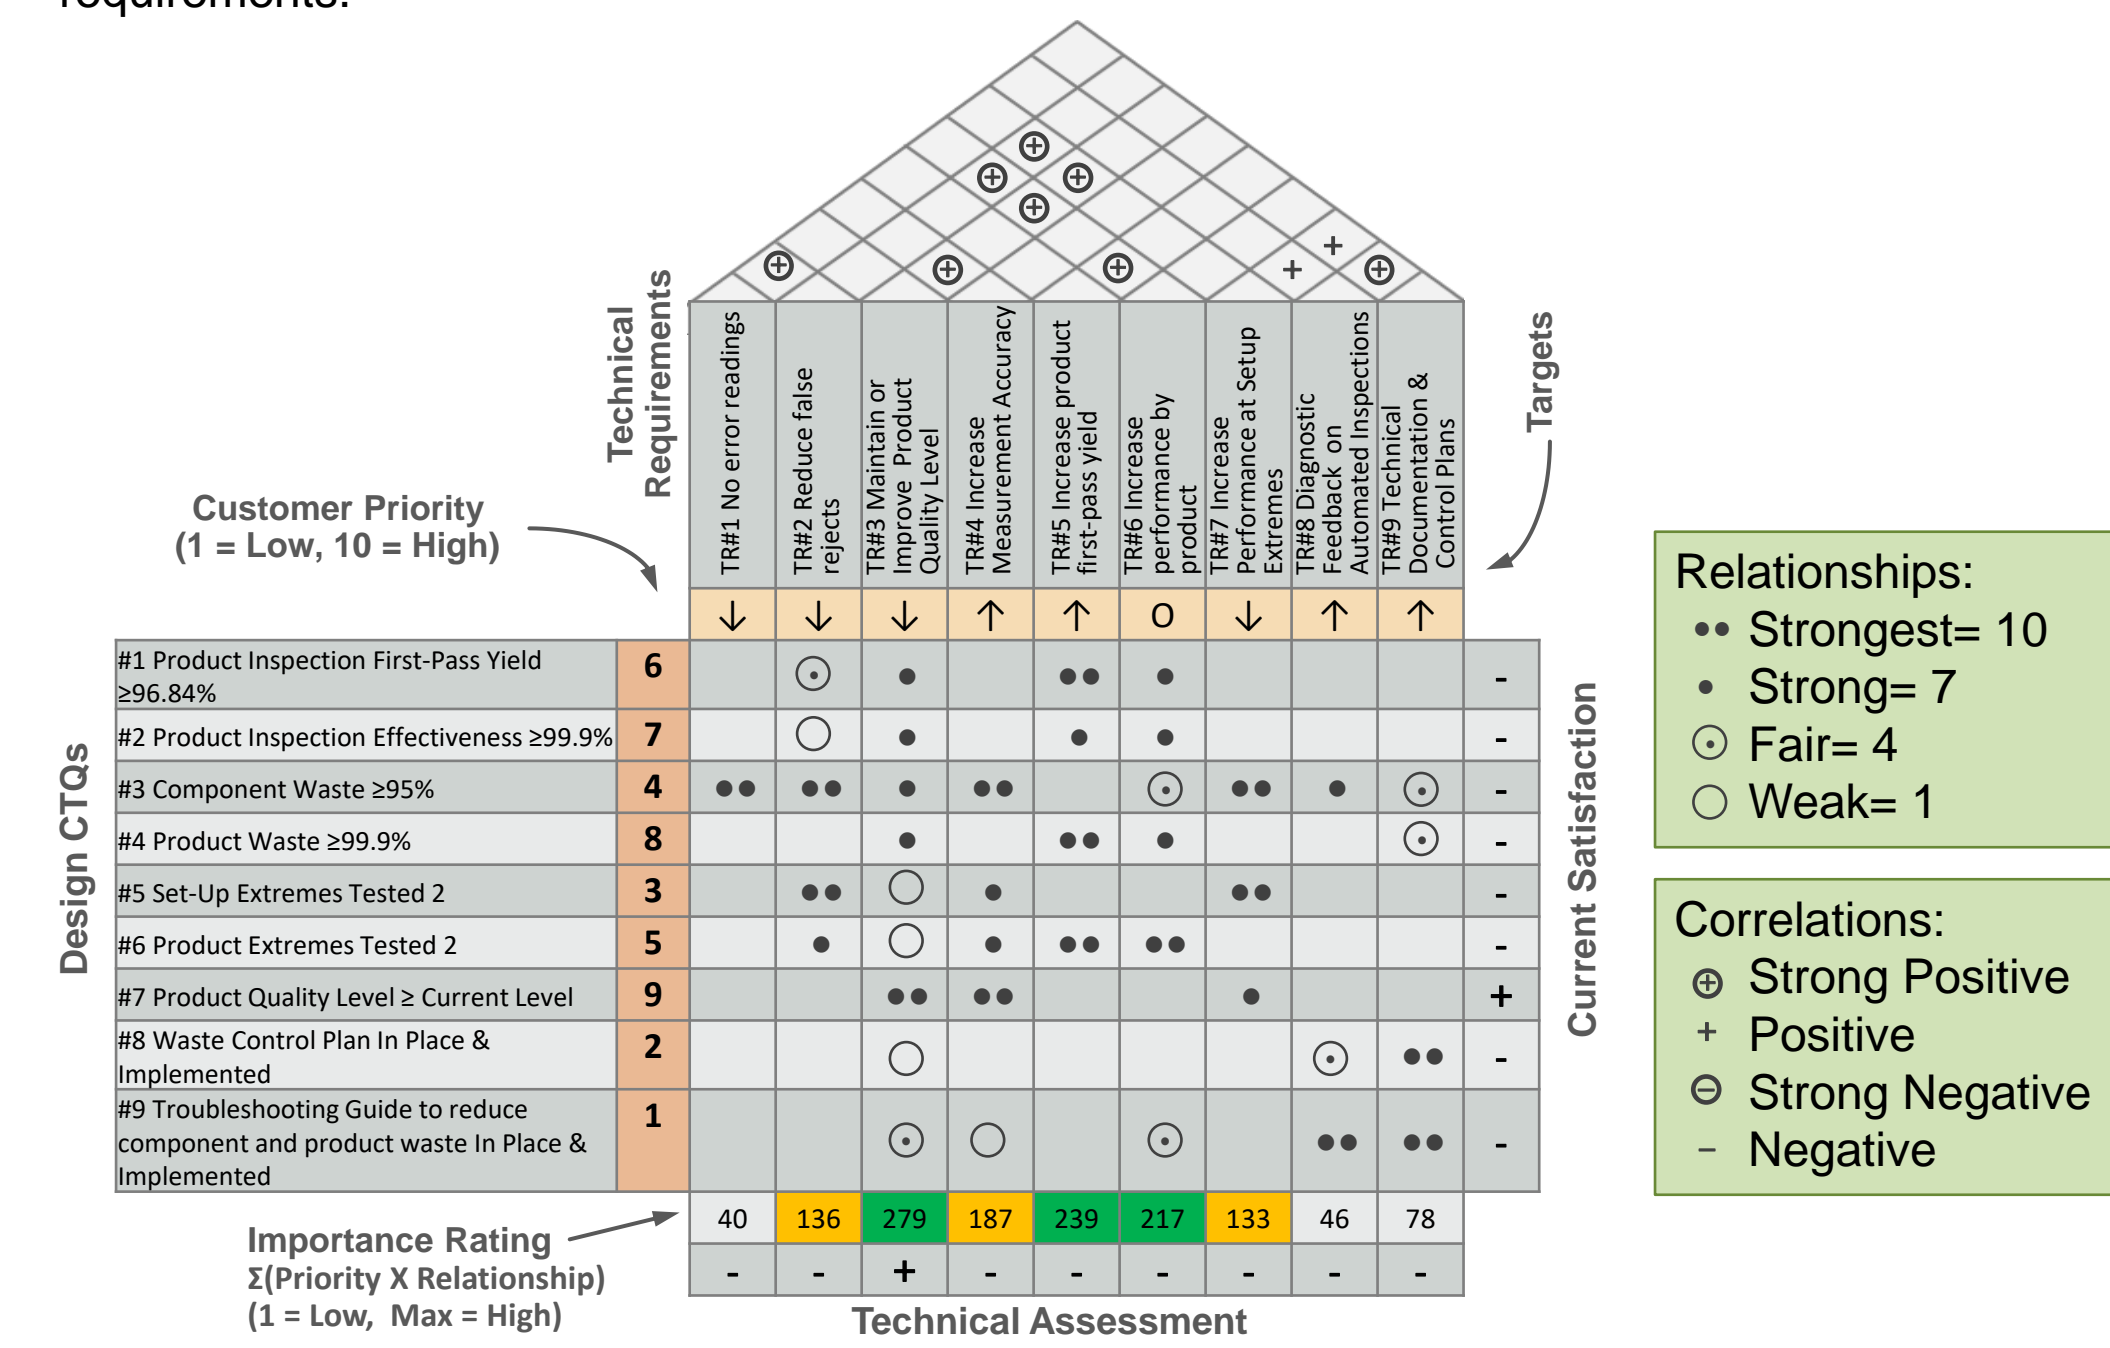 requirements.
Technical
Requirements
TR#1 No error readings
TR#2 Reduce false
rejects
TR#3 Maintain or
Improve Product
Quality Level
TR#4 Increase
Measurement Accuracy
TR#5 Increase product
first-pass yield
TR#6 Increase
performance by
product
TR#7 Increase
Performance at Setup
Extremes
TR#8 Diagnostic
Feedback on
Automated Inspections
TR#9 Technical
Documentation &
Control Plans
Targets
Customer Priority
(1 = Low, 10 = High)
↓ ↓ ↓ ↑ ↑ O ↓ ↑ ↑
Design CTQs
#1 Product Inspection First-Pass Yield
≥96.84%
6
-
#2 Product Inspection Effectiveness ≥99.9%
7
-
#3 Component Waste ≥95%
4
-
#4 Product Waste ≥99.9%
8
-
#5 Set-Up Extremes Tested 2
3
-
#6 Product Extremes Tested 2
5
-
#7 Product Quality Level ≥ Current Level
9
+
#8 Waste Control Plan In Place &
Implemented
2
-
#9 Troubleshooting Guide to reduce
component and product waste In Place &
Implemented
1
-
Current Satisfaction
Importance Rating
Σ(Priority X Relationship)
(1 = Low, Max = High)
40 136 279 187 239 217 133 46 78
- - + - - - - - -
Technical Assessment
Relationships:
●● Strongest= 10
● Strong= 7
⊙ Fair= 4
○ Weak= 1
Correlations:
⊕ Strong Positive
+ Positive
⊖ Strong Negative
− Negative